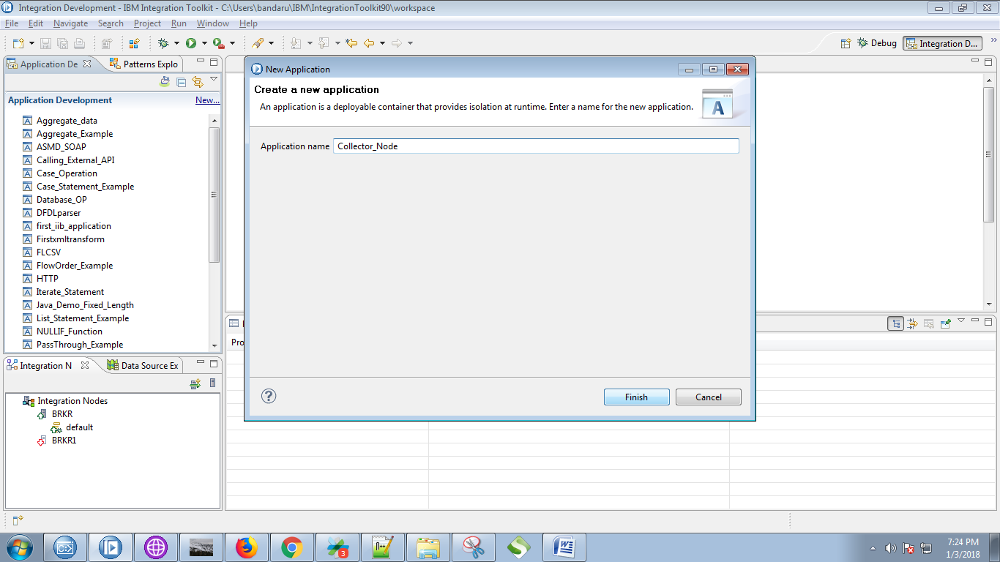 Integration Development - IBM Integration Toolkit - C:\Users\bandaru\IBM\IntegrationToolkit90\workspace
File Edit Navigate Search Project Run Window Help
Debug Integration D...
Application De Patterns Explo
Application Development New...
Aggregate_data
Aggregate_Example
ASMD_SOAP
Calling_External_API
Case_Operation
Case_Statement_Example
Database_OP
DFDLparser
first_iib_application
Firstxmltransform
FLCSV
FlowOrder_Example
HTTP
Iterate_Statement
Java_Demo_Fixed_Length
List_Statement_Example
NULLIF_Function
PassThrough_Example
New Application
Create a new application
An application is a deployable container that provides isolation at runtime. Enter a name for the new application.
A
Application name Collector_Node
Finish Cancel
Pro
Integration N Data Source Ex
Integration Nodes
BRKR
default
BRKR1
3
7:24 PM
1/3/2018